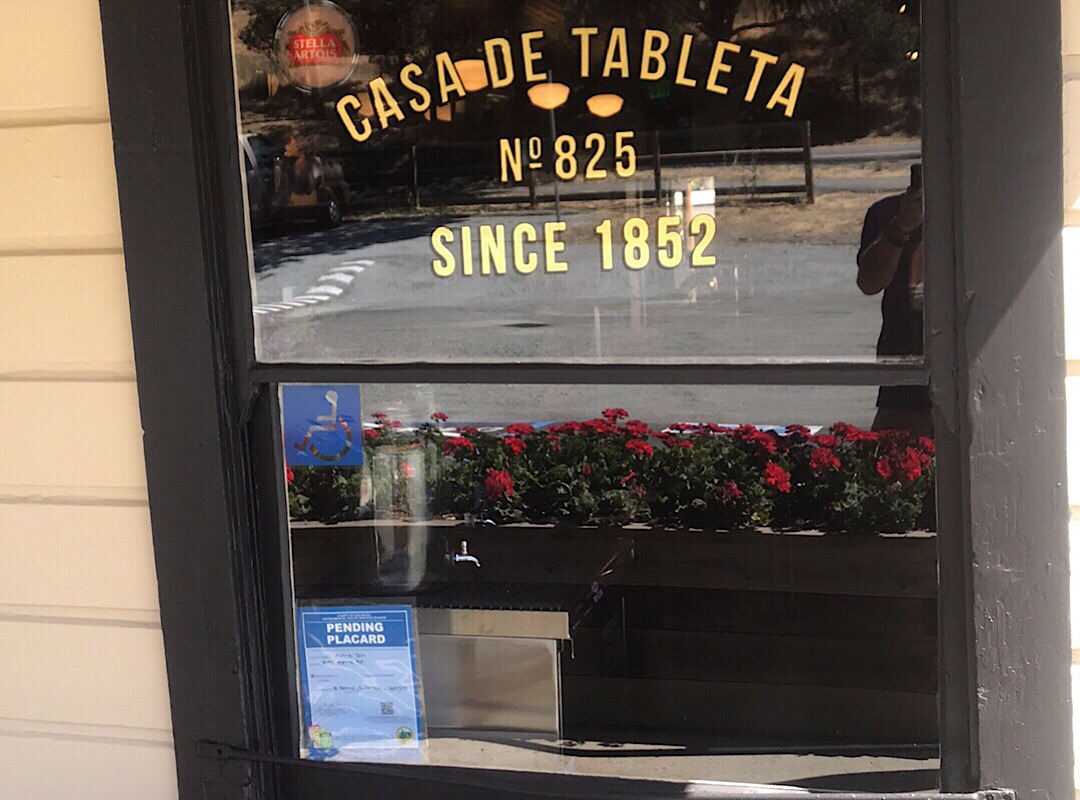 STELLA
ARTOIS
CASA DE TABLETA
Nº 825
SINCE 1852
PENDING
PLACARD